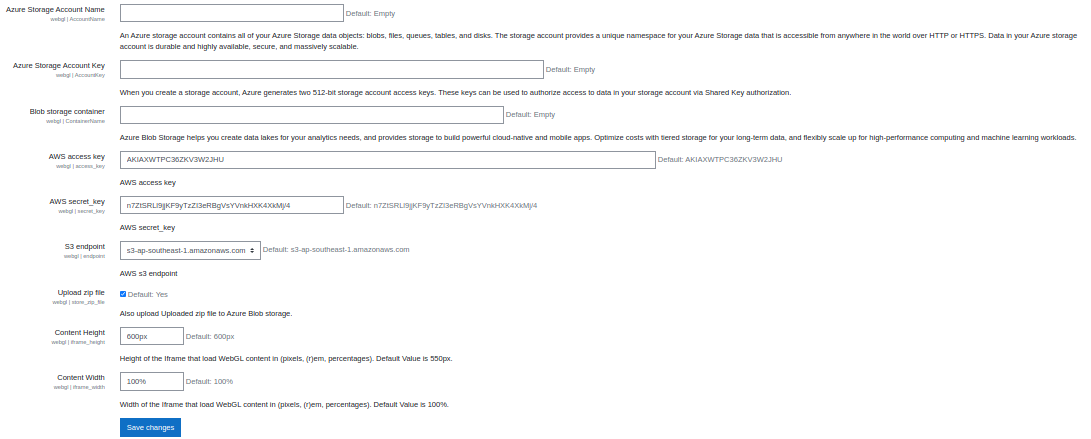 Azure Storage Account Name Default: Empty
webgl | AccountName
An Azure storage account contains all of your Azure Storage data objects: blobs, files, queues, tables, and disks. The storage account provides a unique namespace for your Azure Storage data that is accessible from anywhere in the world over HTTP or HTTPS. Data in your Azure storage
account is durable and highly available, secure, and massively scalable.
Azure Storage Account Key Default: Empty
webgl | AccountKey
When you create a storage account, Azure generates two 512-bit storage account access keys. These keys can be used to authorize access to data in your storage account via Shared Key authorization.
Blob storage container Default: Empty
webgl | ContainerName
Azure Blob Storage helps you create data lakes for your analytics needs, and provides storage to build powerful cloud-native and mobile apps. Optimize costs with tiered storage for your long-term data, and flexibly scale up for high-performance computing and machine learning workloads.
AWS access key AKIAXWTPC36ZKV3W2JHU Default: AKIAXWTPC36ZKV3W2JHU
webgl | access_key
AWS access key
AWS secret_key n7ZtSRLl9jjKF9yTzZI3eRBgVsYVnkHXK4XkMj/4 Default: n7ZtSRLl9jjKF9yTzZI3eRBgVsYVnkHXK4XkMj/4
webgl | secret_key
AWS secret_key
S3 endpoint s3-ap-southeast-1.amazonaws.com Default: s3-ap-southeast-1.amazonaws.com
webgl | endpoint
AWS s3 endpoint
Upload zip file Default: Yes
webgl | store_zip_file
Also upload Uploaded zip file to Azure Blob storage.
Content Height 600px Default: 600px
webgl | iframe_height
Height of the Iframe that load WebGL content in (pixels, (r)em, percentages). Default Value is 550px.
Content Width 100% Default: 100%
webgl | iframe_width
Width of the Iframe that load WebGL content in (pixels, (r)em, percentages). Default Value is 100%.
Save changes